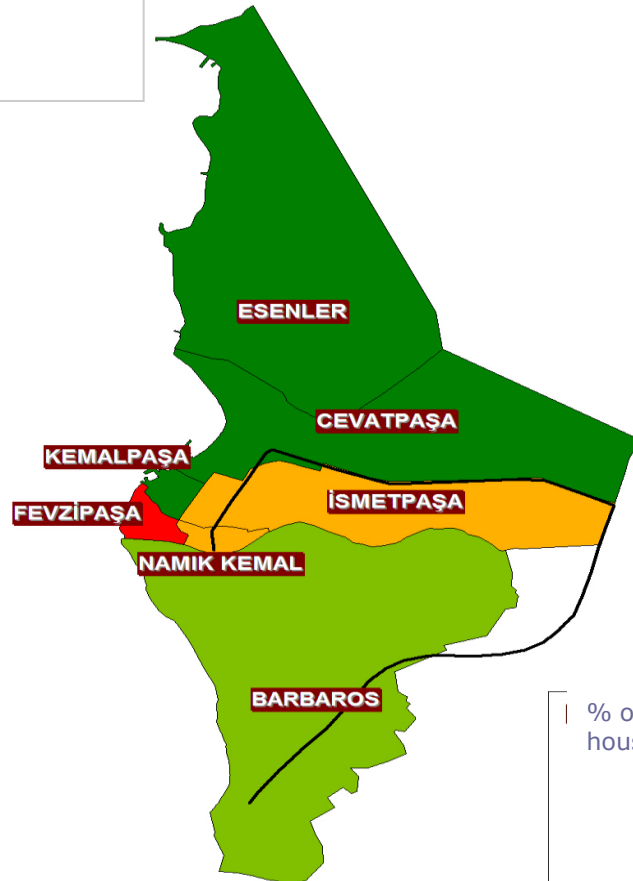 ESENLER
CEVATPAŞA
KEMALPAŞA
İSMETPAŞA
FEVZİPAŞA
NAMIK KEMAL
BARBAROS
%